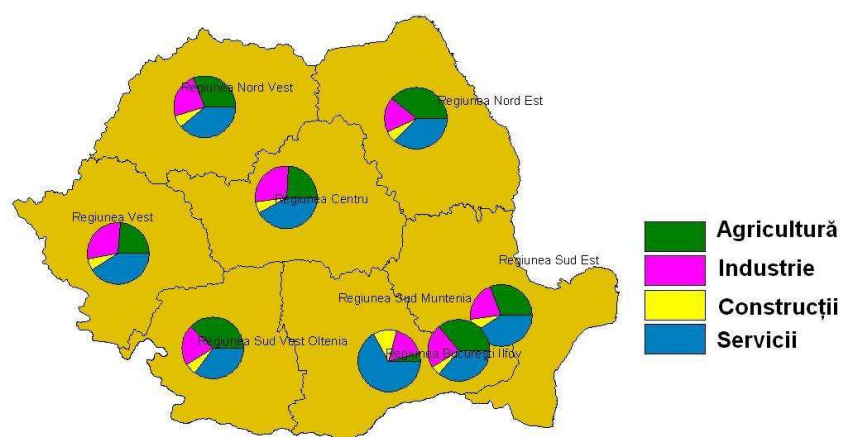 Regiunea Nord Vest
Regiunea Nord Est
Regiunea Centru
Regiunea Vest
Regiunea Sud Est
Regiunea Sud Muntenia
Regiunea Sud Vest Oltenia
Regiunea București Ilfov
Agricultură
Industrie
Construcții
Servicii